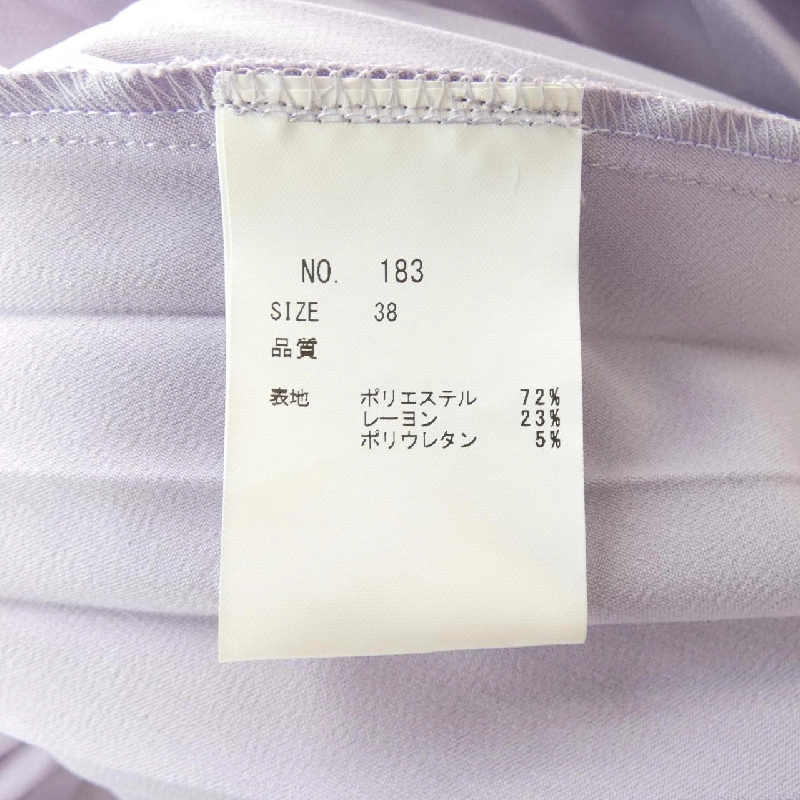 NO. 183
SIZE 38
品質
表地 ポリエステル 72%
レーヨン 23%
ポリウレタン 5%